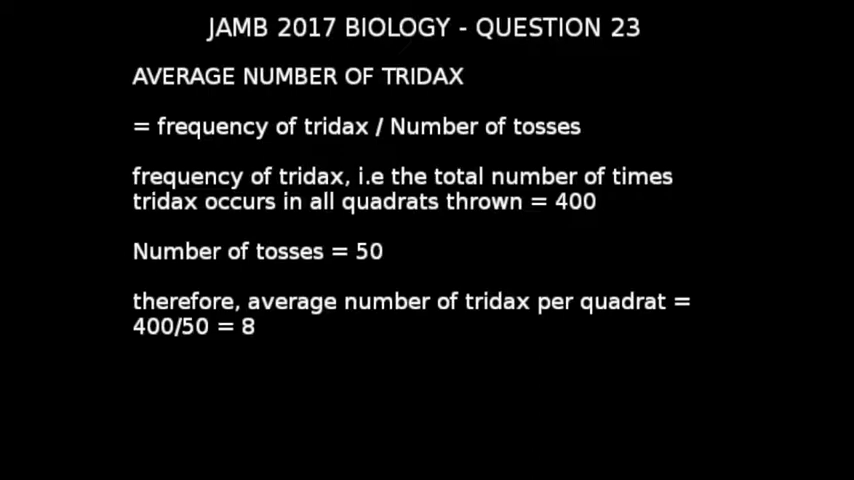 JAMB 2017 BIOLOGY - QUESTION 23
AVERAGE NUMBER OF TRIDAX
= frequency of tridax / Number of tosses
frequency of tridax, i.e the total number of times
tridax occurs in all quadrats thrown = 400
Number of tosses = 50
therefore, average number of tridax per quadrat =
400/50 = 8